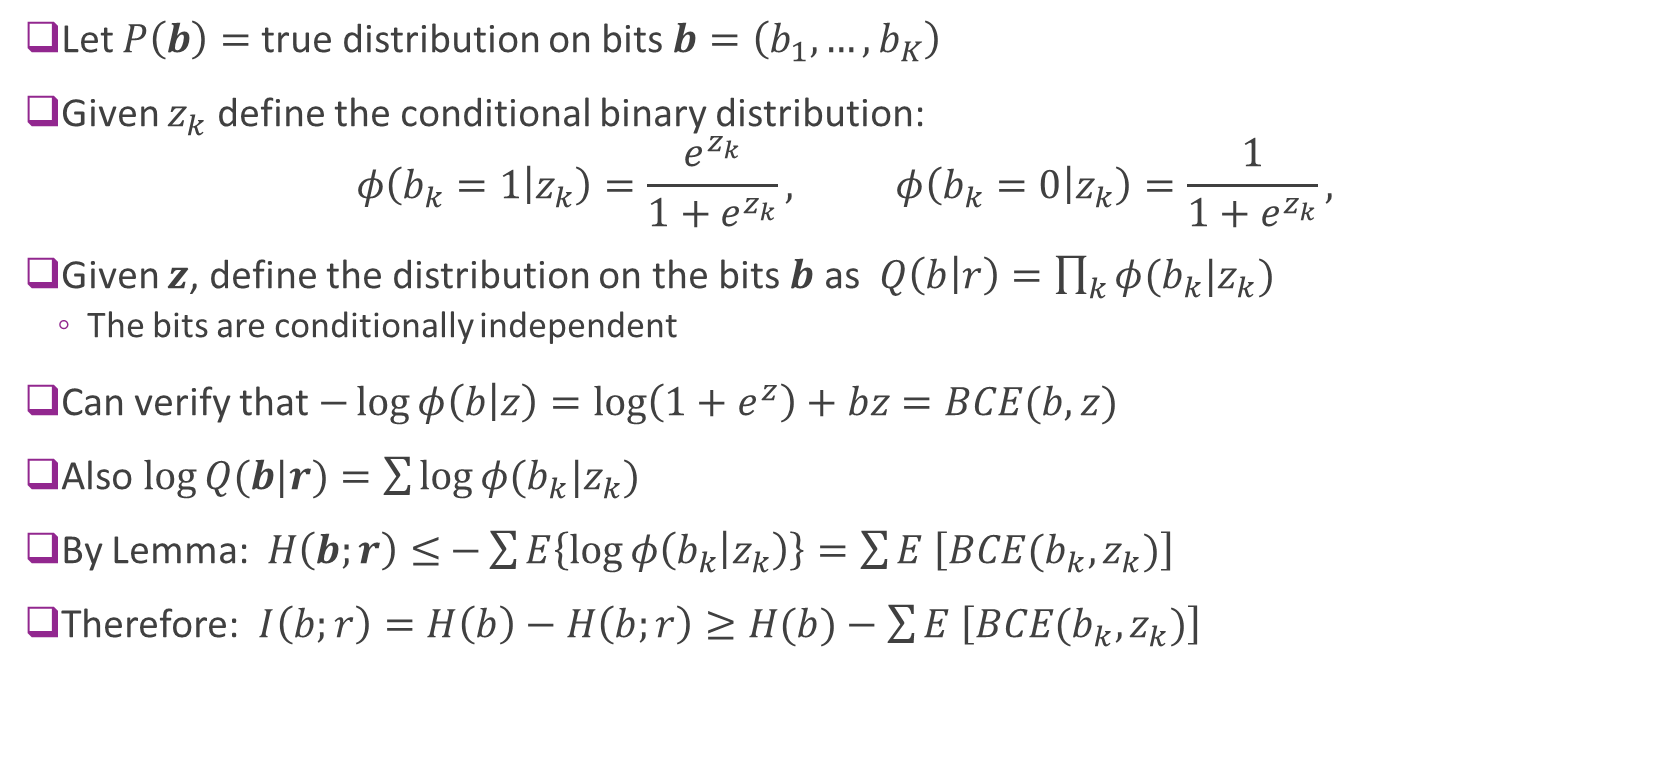 ❑Let P(b) = true distribution on bits b = (b₁, … , b_K)
❑Given z_k define the conditional binary distribution:
ϕ(b_k = 1|z_k) = e^{z_k} / (1 + e^{z_k}), ϕ(b_k = 0|z_k) = 1 / (1 + e^{z_k}),
❑Given z, define the distribution on the bits b as Q(b|r) = ∏_k ϕ(b_k|z_k)
◦ The bits are conditionally independent
❑Can verify that − log ϕ(b|z) = log(1 + e^z) + bz = BCE(b, z)
❑Also log Q(b|r) = ∑ log ϕ(b_k|z_k)
❑By Lemma: H(b; r) ≤ − ∑ E{log ϕ(b_k|z_k)} = ∑ E [BCE(b_k, z_k)]
❑Therefore: I(b; r) = H(b) − H(b; r) ≥ H(b) − ∑ E [BCE(b_k, z_k)]